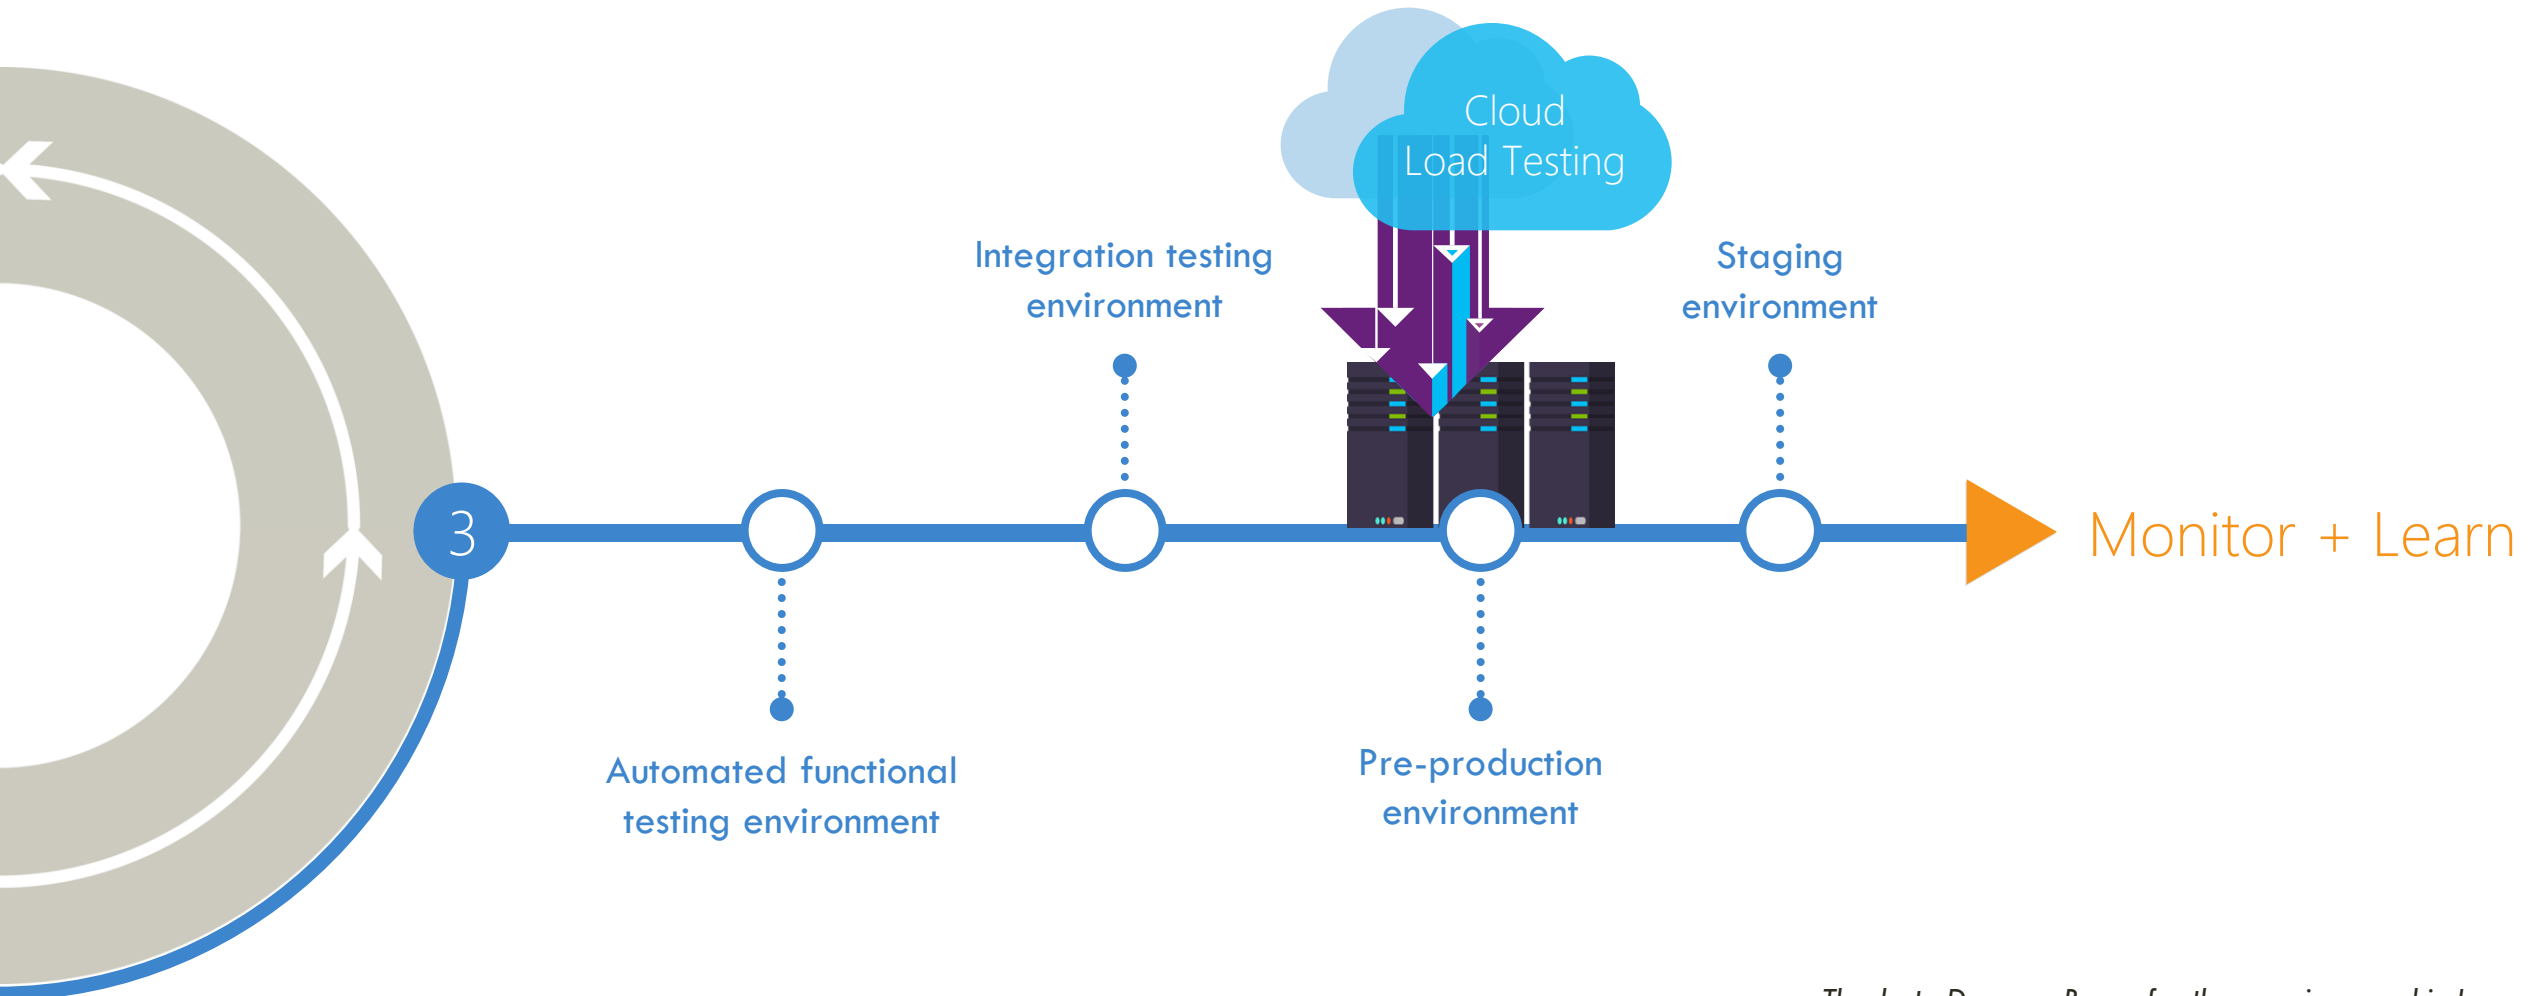 Cloud
Load Testing
Integration testing
environment
Staging
environment
3
Monitor + Learn
Automated functional
testing environment
Pre-production
environment